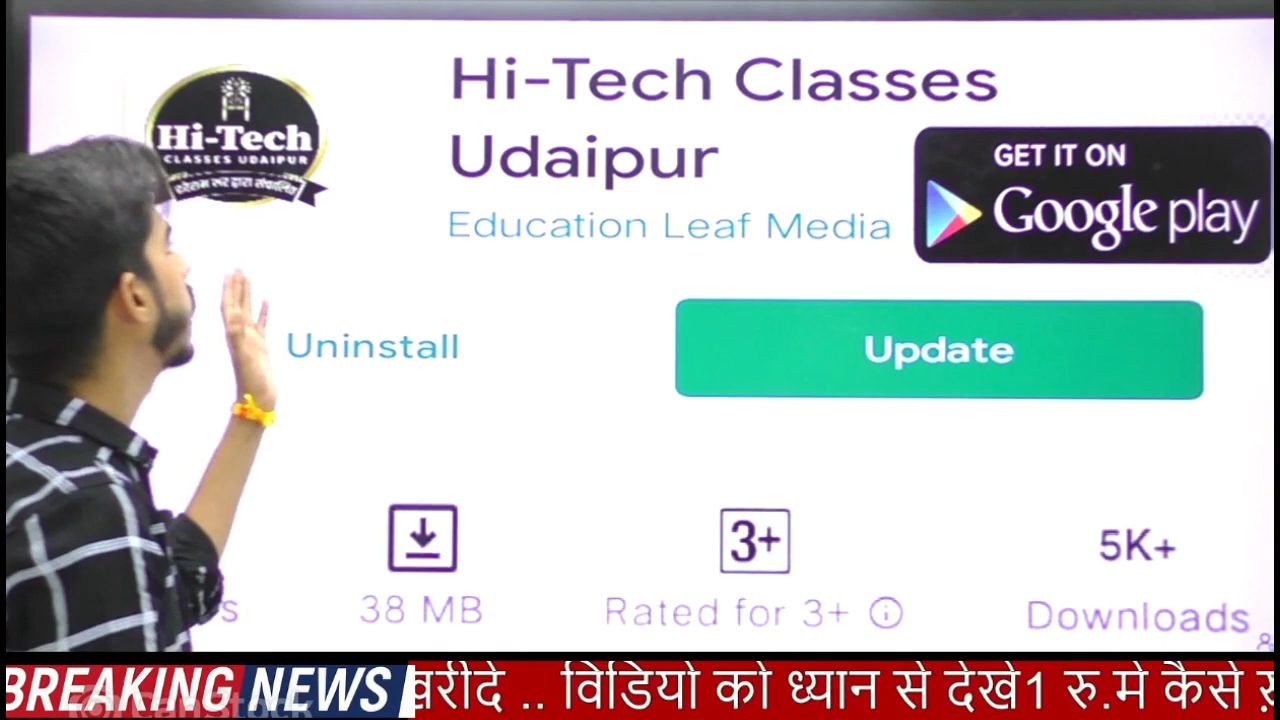 Hi-Tech Classes
Udaipur
Education Leaf Media
GET IT ON
Google play
Hi-Tech
CLASSES UDAIPUR
द्वारा संचालित
Uninstall
Update
3+
5K+
38 MB
Rated for 3+
Downloads
BREAKING NEWS
.. विडियो को ध्यान से देखे1 रु.मे कैसे
CanStock